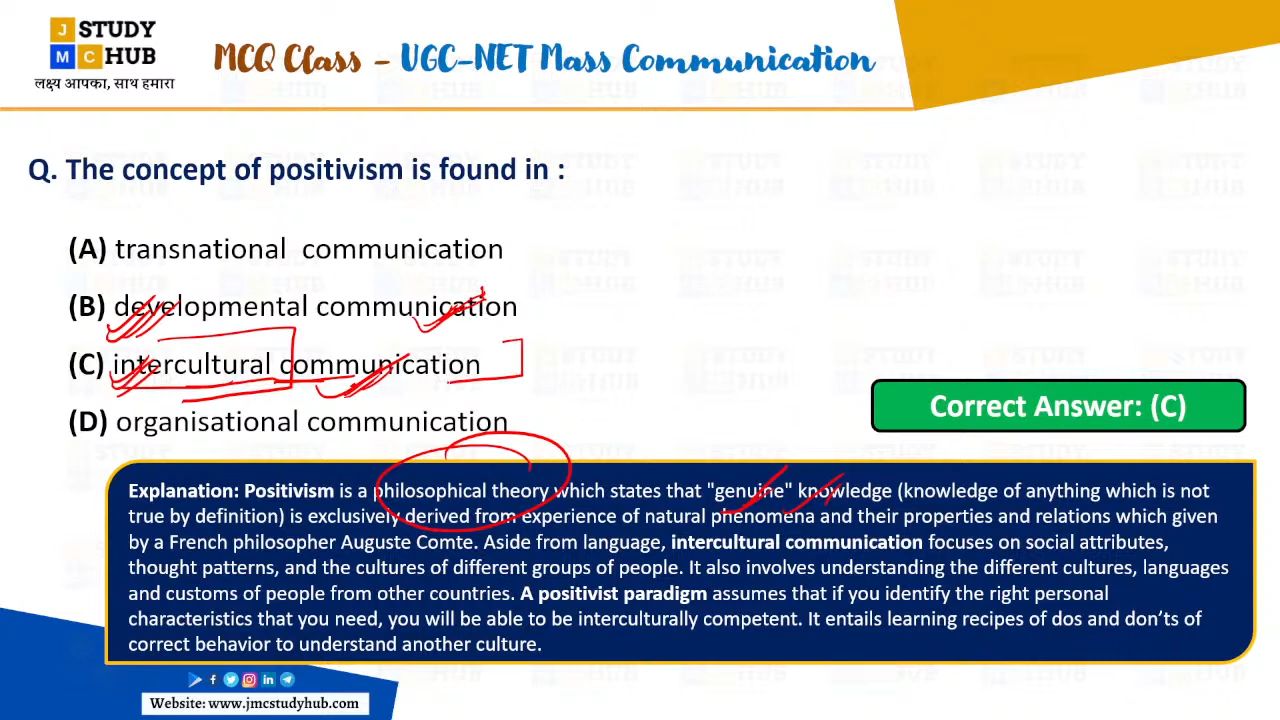 J STUDY
MC HUB
लक्ष्य आपका, साथ हमारा
MCQ Class - UGC-NET Mass Communication
Q. The concept of positivism is found in :
(A) transnational communication
(B) developmental communication
(C) intercultural communication
(D) organisational communication
Correct Answer: (C)
Explanation: Positivism is a philosophical theory which states that "genuine" knowledge (knowledge of anything which is not
true by definition) is exclusively derived from experience of natural phenomena and their properties and relations which given
by a French philosopher Auguste Comte. Aside from language, intercultural communication focuses on social attributes,
thought patterns, and the cultures of different groups of people. It also involves understanding the different cultures, languages
and customs of people from other countries. A positivist paradigm assumes that if you identify the right personal
characteristics that you need, you will be able to be interculturally competent. It entails learning recipes of dos and don'ts of
correct behavior to understand another culture.
Website: www.jmcstudyhub.com